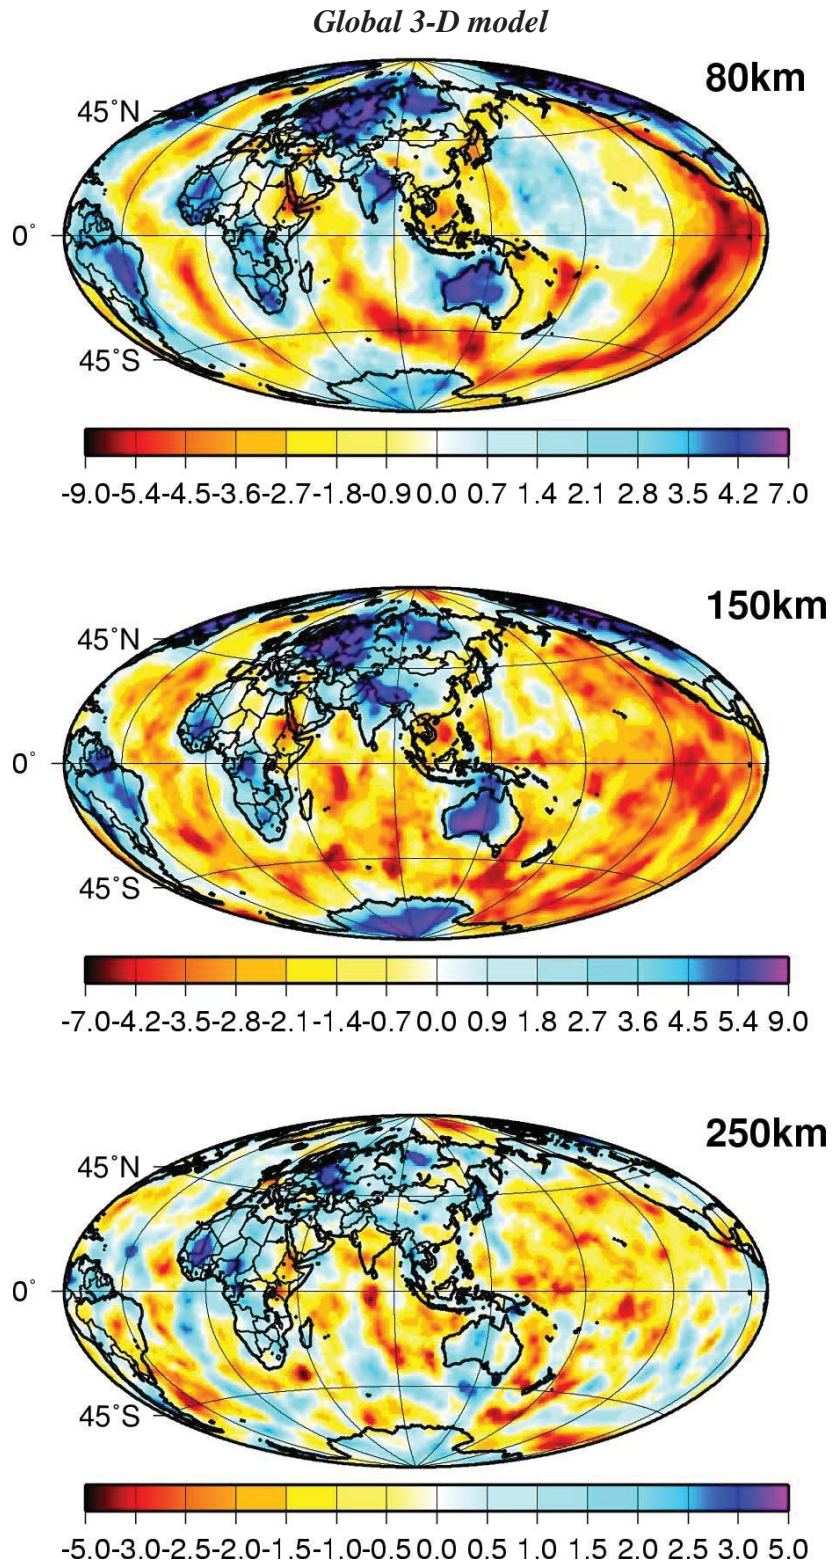 Global 3-D model
80km
45°N
0°
45°S
-9.0-5.4-4.5-3.6-2.7-1.8-0.9 0.0 0.7 1.4 2.1 2.8 3.5 4.2 7.0
150km
45°N
0°
45°S
-7.0-4.2-3.5-2.8-2.1-1.4-0.7 0.0 0.9 1.8 2.7 3.6 4.5 5.4 9.0
250km
45°N
0°
45°S
-5.0-3.0-2.5-2.0-1.5-1.0-0.5 0.0 0.5 1.0 1.5 2.0 2.5 3.0 5.0